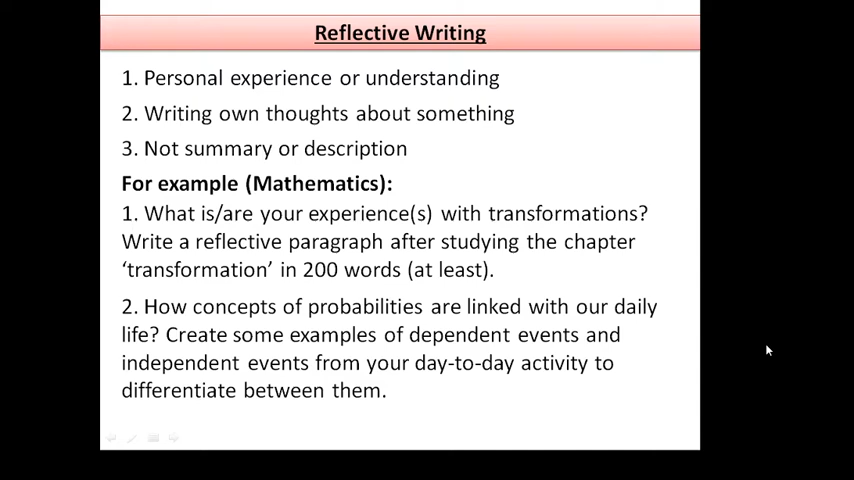 Reflective Writing
1. Personal experience or understanding
2. Writing own thoughts about something
3. Not summary or description
For example (Mathematics):
1. What is/are your experience(s) with transformations?
Write a reflective paragraph after studying the chapter
‘transformation’ in 200 words (at least).
2. How concepts of probabilities are linked with our daily
life? Create some examples of dependent events and
independent events from your day-to-day activity to
differentiate between them.